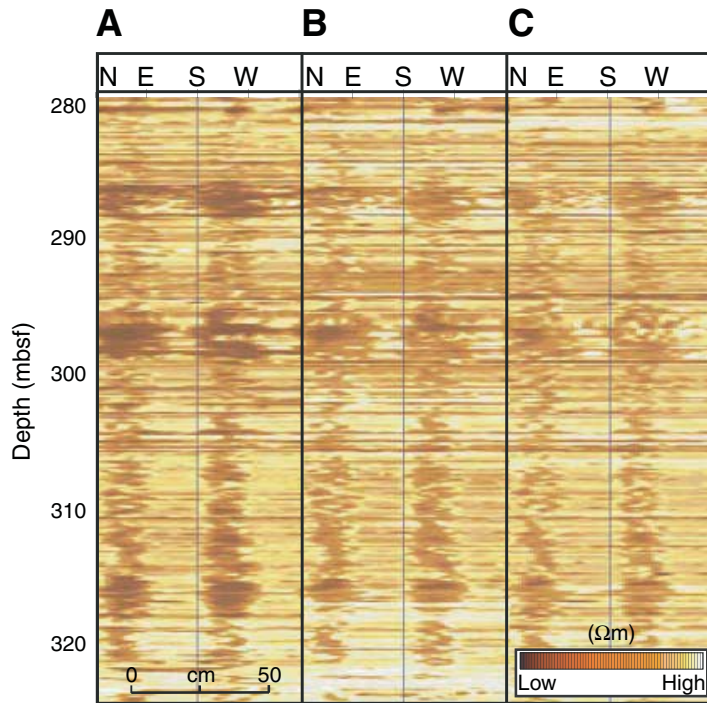 A B C
N E S W N E S W N E S W
280
290
300
310
320
Depth (mbsf)
0 cm 50
(Ωm)
Low High